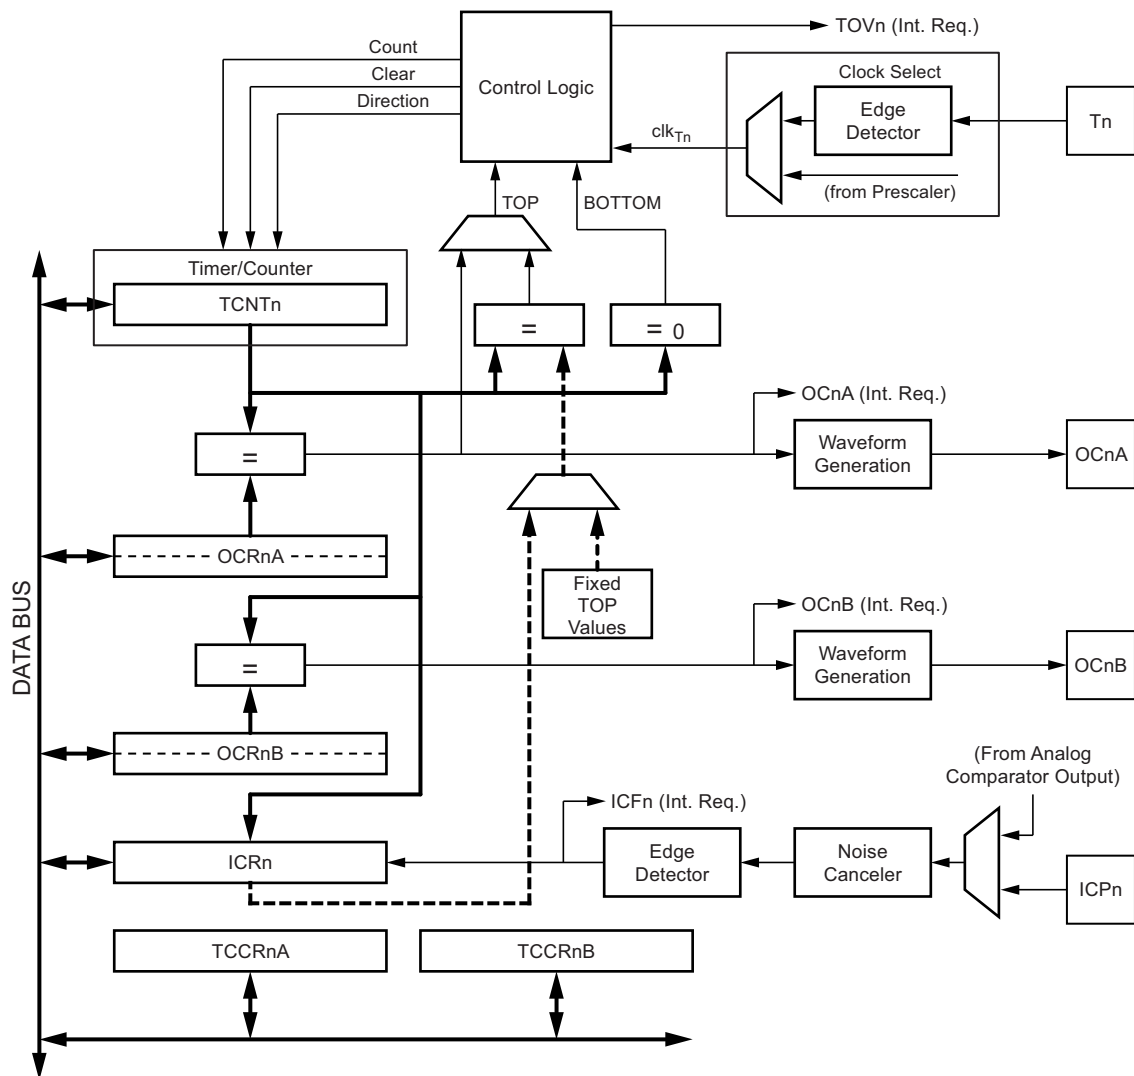 TOVn (Int. Req.)
Count
Clear
Direction
Control Logic
Clock Select
Edge
Detector
Tn
clkTn
(from Prescaler)
TOP
BOTTOM
Timer/Counter
TCNTn
=
= 0
OCnA (Int. Req.)
=
Waveform
Generation
OCnA
OCRnA
Fixed
TOP
Values
DATA BUS
OCnB (Int. Req.)
=
Waveform
Generation
OCnB
OCRnB
(From Analog
Comparator Output)
ICFn (Int. Req.)
ICRn
Edge
Detector
Noise
Canceler
ICPn
TCCRnA
TCCRnB